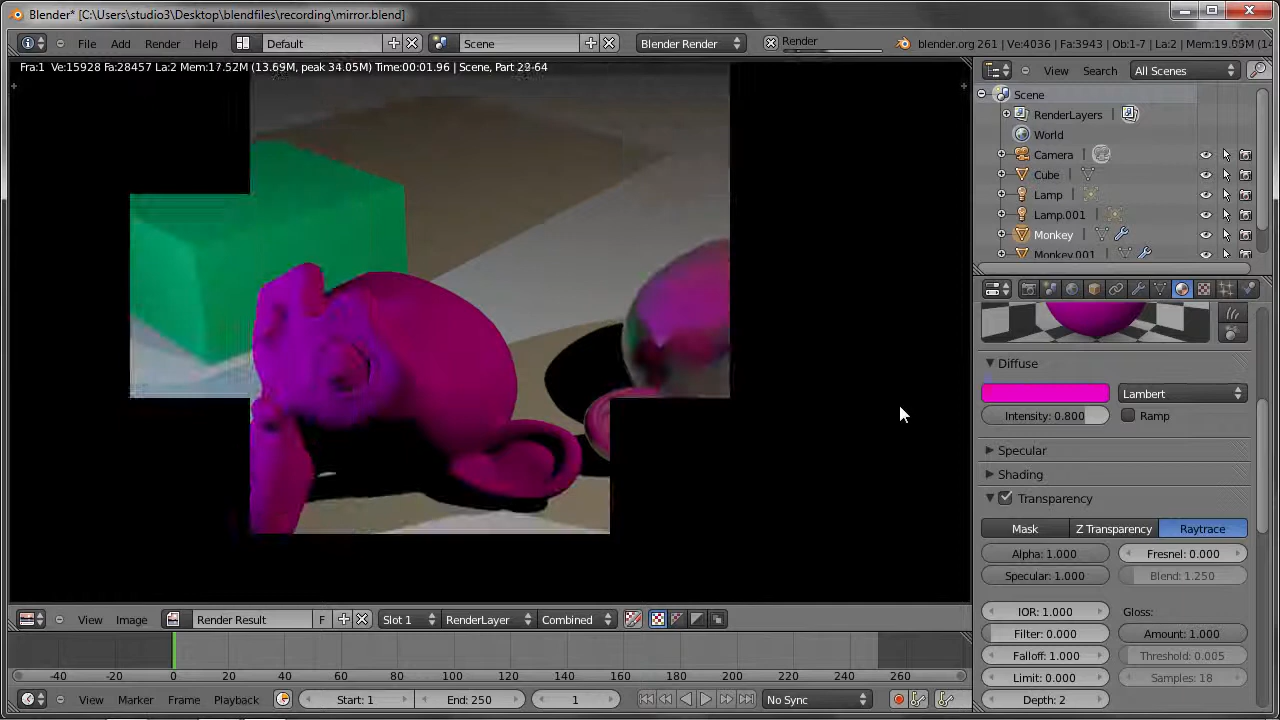 Blender* [C:\Users\studio3\Desktop\blendfiles\recording\mirror.blend]
File Add Render Help Default Scene Blender Render Render blender.org 261 | Ve:4036 | Fa:3943 | Ob:1-7 | La:2 | Mem:19.05M (14
Fra:1 Ve:15928 Fa:28457 La:2 Mem:17.52M (13.69M, peak 34.05M) Time:00:01.96 | Scene, Part 29-64
View Search All Scenes
Scene
RenderLayers
World
Camera
Cube
Lamp
Lamp.001
Monkey
Monkey.001
Diffuse
Lambert
Intensity: 0.800 Ramp
Specular
Shading
Transparency
Mask Z Transparency Raytrace
Alpha: 1.000 Fresnel: 0.000
Specular: 1.000 Blend: 1.250
IOR: 1.000 Gloss:
Filter: 0.000 Amount: 1.000
Falloff: 1.000 Threshold: 0.005
Limit: 0.000 Samples: 18
Depth: 2
View Image Render Result F Slot 1 RenderLayer Combined
-40 -20 0 20 40 60 80 100 120 140 160 180 200 220 240 260
View Marker Frame Playback Start: 1 End: 250 1 No Sync